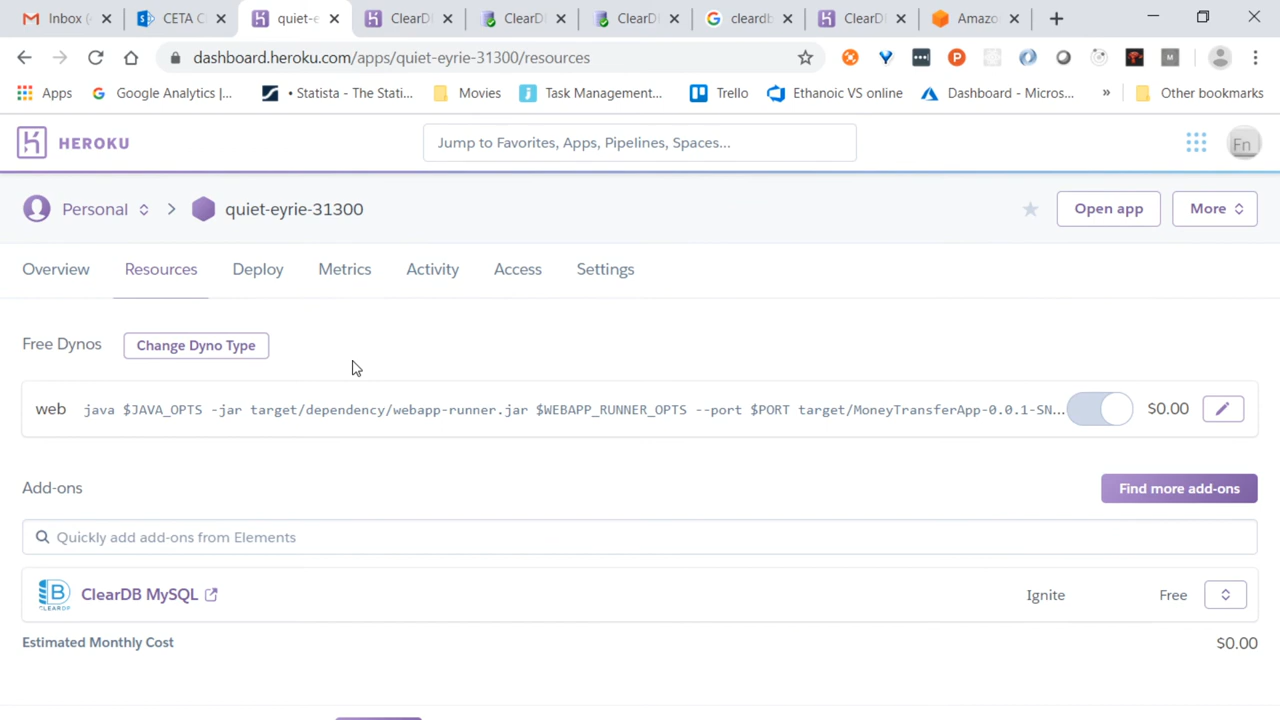 Inbox (
CETA C
quiet-e
ClearD
ClearD
ClearD
cleardb
ClearD
Amazo
dashboard.heroku.com/apps/quiet-eyrie-31300/resources
Apps
Google Analytics |...
• Statista - The Stati...
Movies
Task Management...
Trello
Ethanoic VS online
Dashboard - Micros...
»
Other bookmarks
HEROKU
Jump to Favorites, Apps, Pipelines, Spaces...
Fn
Personal > quiet-eyrie-31300
Open app
More
Overview
Resources
Deploy
Metrics
Activity
Access
Settings
Free Dynos
Change Dyno Type
web java $JAVA_OPTS -jar target/dependency/webapp-runner.jar $WEBAPP_RUNNER_OPTS --port $PORT target/MoneyTransferApp-0.0.1-SN... $0.00
Add-ons
Find more add-ons
Quickly add add-ons from Elements
CLEARDB
ClearDB MySQL
Ignite
Free
Estimated Monthly Cost
$0.00